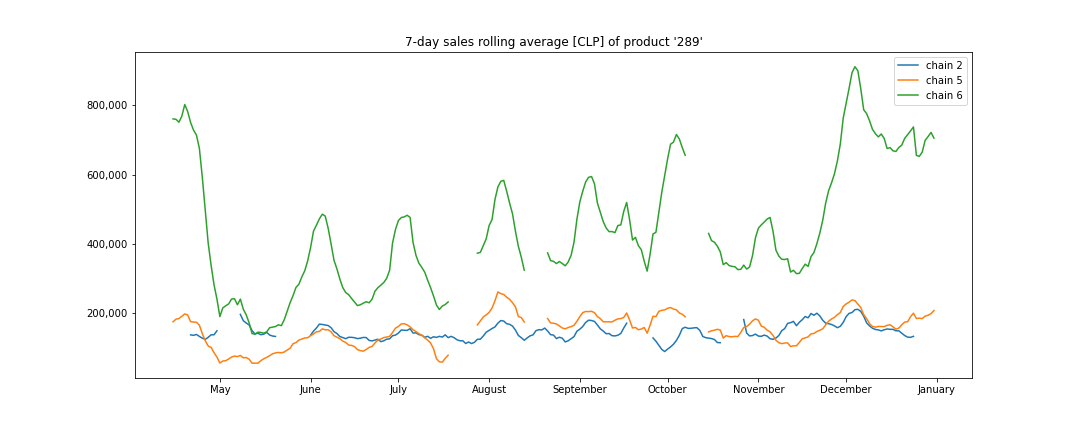 7-day sales rolling average [CLP] of product '289'
chain 2
chain 5
chain 6
800,000
600,000
400,000
200,000
May June July August September October November December January